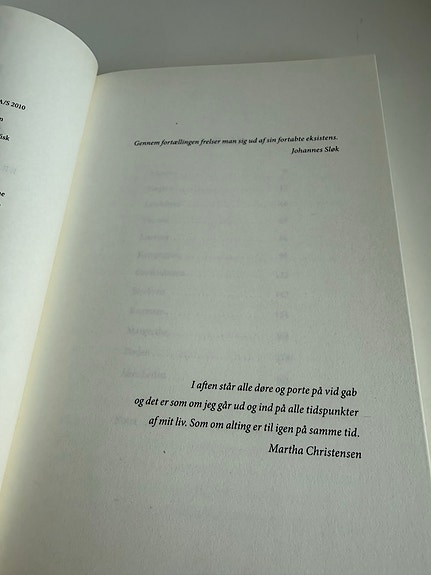 A/S 2010
Gennem fortællingen frelser man sig ud af sin fortabte eksistens.
Johannes Sløk
I aften står alle døre og porte på vid gab
og det er som om jeg går ud og ind på alle tidspunkter
af mit liv. Som om alting er til igen på samme tid.
Martha Christensen